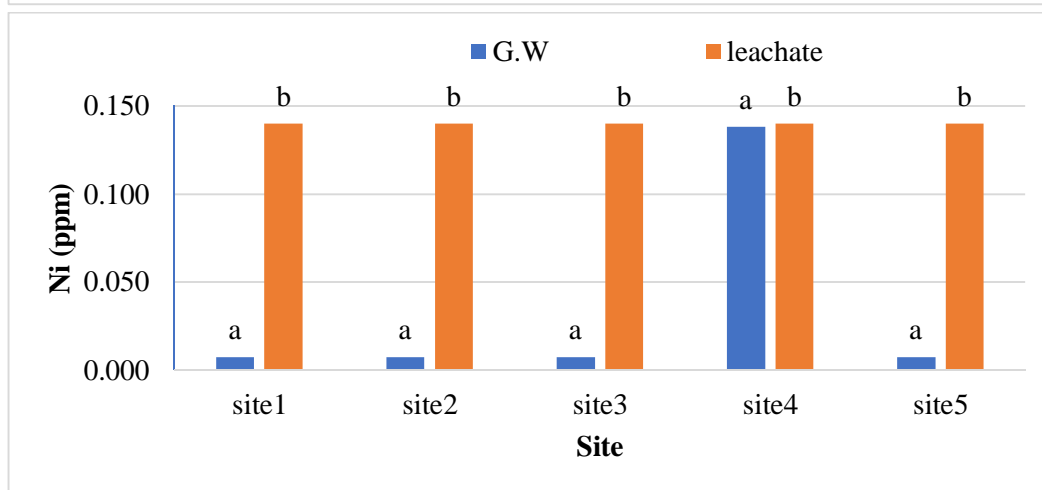 G.W leachate
b b b a b b
0.150
0.100
0.050
0.000
Ni (ppm)
a a a a
site1 site2 site3 site4 site5
Site